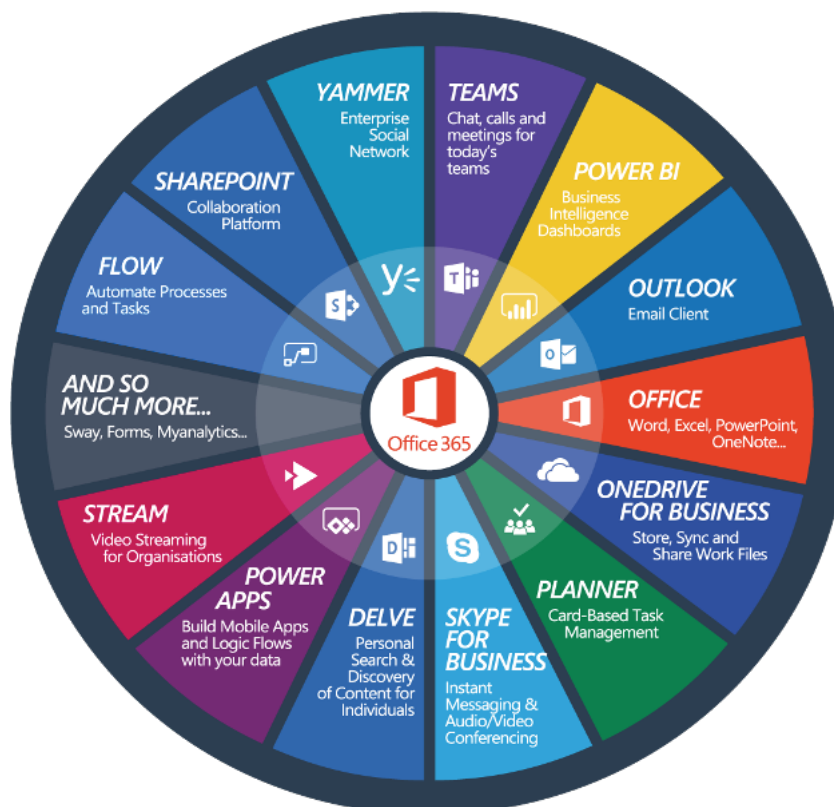 YAMMER
Enterprise
Social
Network
TEAMS
Chat, calls and
meetings for
today's
teams
POWER BI
Business
Intelligence
Dashboards
OUTLOOK
Email Client
OFFICE
Word, Excel, PowerPoint,
OneNote...
ONEDRIVE
FOR BUSINESS
Store, Sync and
Share Work Files
PLANNER
Card-Based Task
Management
SKYPE
FOR
BUSINESS
Instant
Messaging &
Audio/Video
Conferencing
DELVE
Personal
Search &
Discovery
of Content for
Individuals
POWER
APPS
Build Mobile Apps
and Logic Flows
with your data
STREAM
Video Streaming
for Organisations
AND SO
MUCH MORE...
Sway, Forms, Myanalytics...
FLOW
Automate Processes
and Tasks
SHAREPOINT
Collaboration
Platform
Office 365